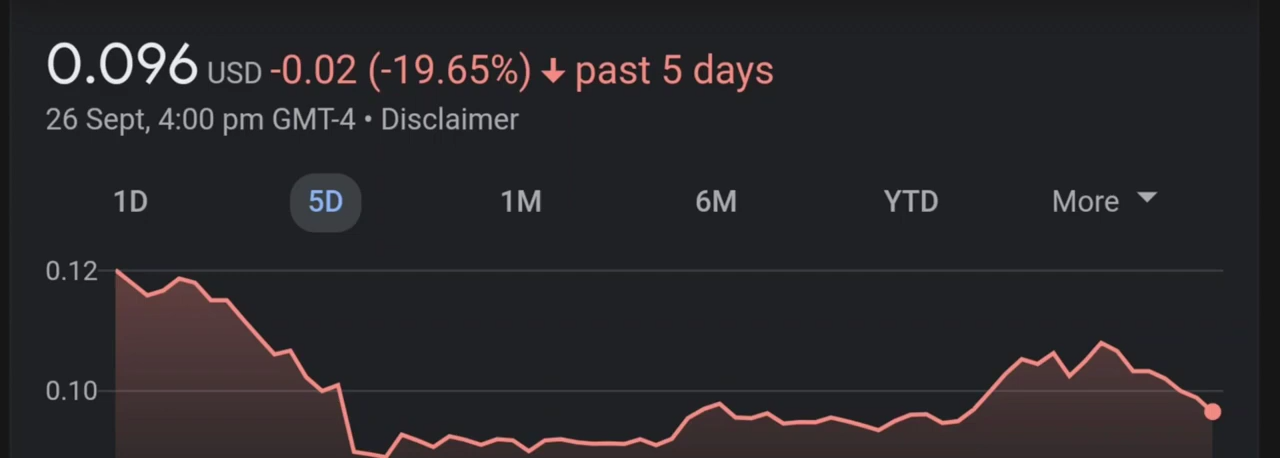 0.096 USD -0.02 (-19.65%) ↓ past 5 days
26 Sept, 4:00 pm GMT-4 • Disclaimer
1D 5D 1M 6M YTD More
0.12
0.10